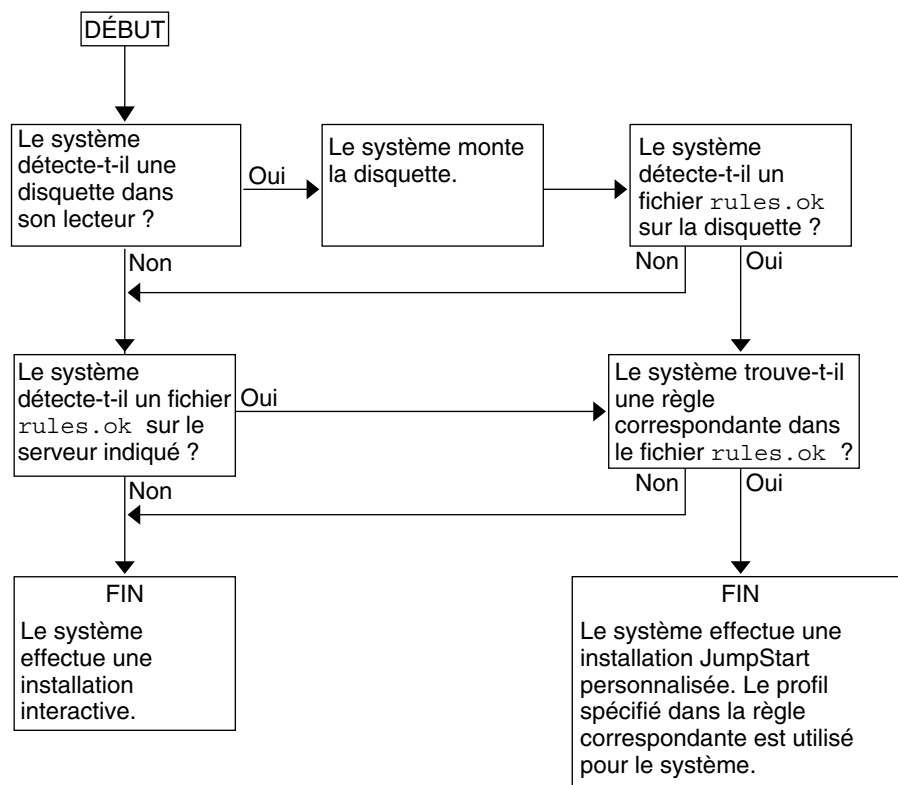 DÉBUT
Le système
détecte-t-il une
disquette dans
son lecteur ?
Oui
Le système monte
la disquette.
Le système
détecte-t-il un
fichier rules.ok
sur la disquette ?
Non
Non
Oui
Le système
détecte-t-il un fichier
rules.ok sur le
serveur indiqué ?
Oui
Le système trouve-t-il
une règle
correspondante dans
le fichier rules.ok ?
Non
Non
Oui
FIN
Le système
effectue une
installation
interactive.
FIN
Le système effectue une
installation JumpStart
personnalisée. Le profil
spécifié dans la règle
correspondante est utilisé
pour le système.